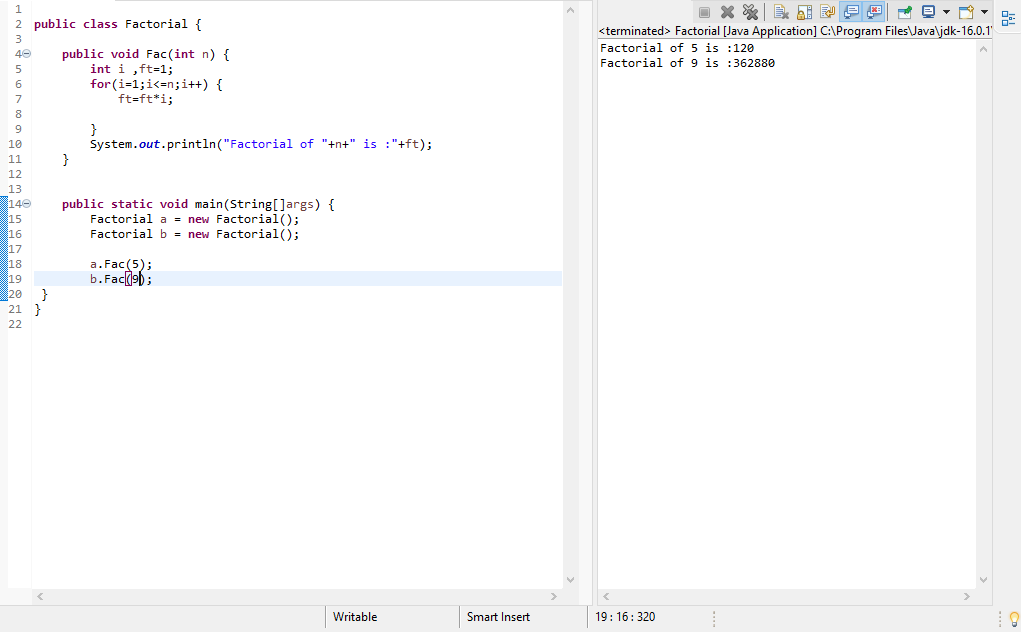 1
2 public class Factorial {
3
4 public void Fac(int n) {
5 int i ,ft=1;
6 for(i=1;i<=n;i++) {
7 ft=ft*i;
8
9 }
10 System.out.println("Factorial of "+n+" is :"+ft);
11 }
12
13
14 public static void main(String[]args) {
15 Factorial a = new Factorial();
16 Factorial b = new Factorial();
17
18 a.Fac(5);
19 b.Fac(9);
20 }
21 }
22
<terminated> Factorial [Java Application] C:\Program Files\Java\jdk-16.0.1\
Factorial of 5 is :120
Factorial of 9 is :362880
Writable Smart Insert 19 : 16 : 320